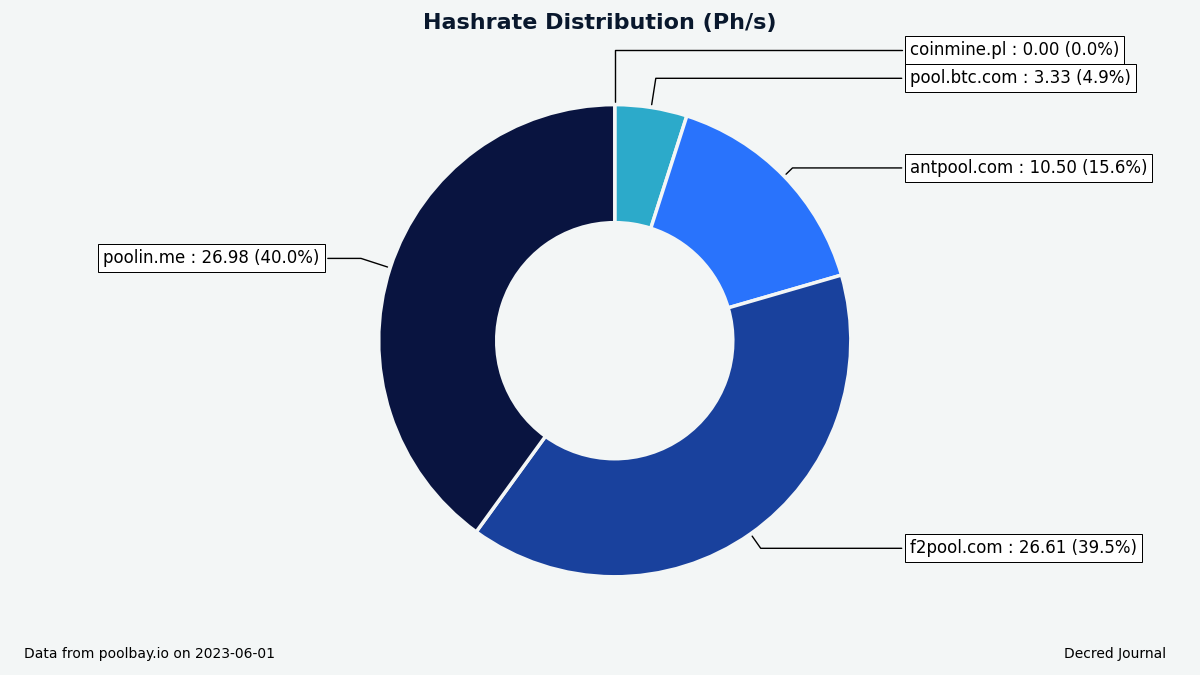 Hashrate Distribution (Ph/s)
coinmine.pl : 0.00 (0.0%)
pool.btc.com : 3.33 (4.9%)
antpool.com : 10.50 (15.6%)
poolin.me : 26.98 (40.0%)
f2pool.com : 26.61 (39.5%)
Data from poolbay.io on 2023-06-01
Decred Journal